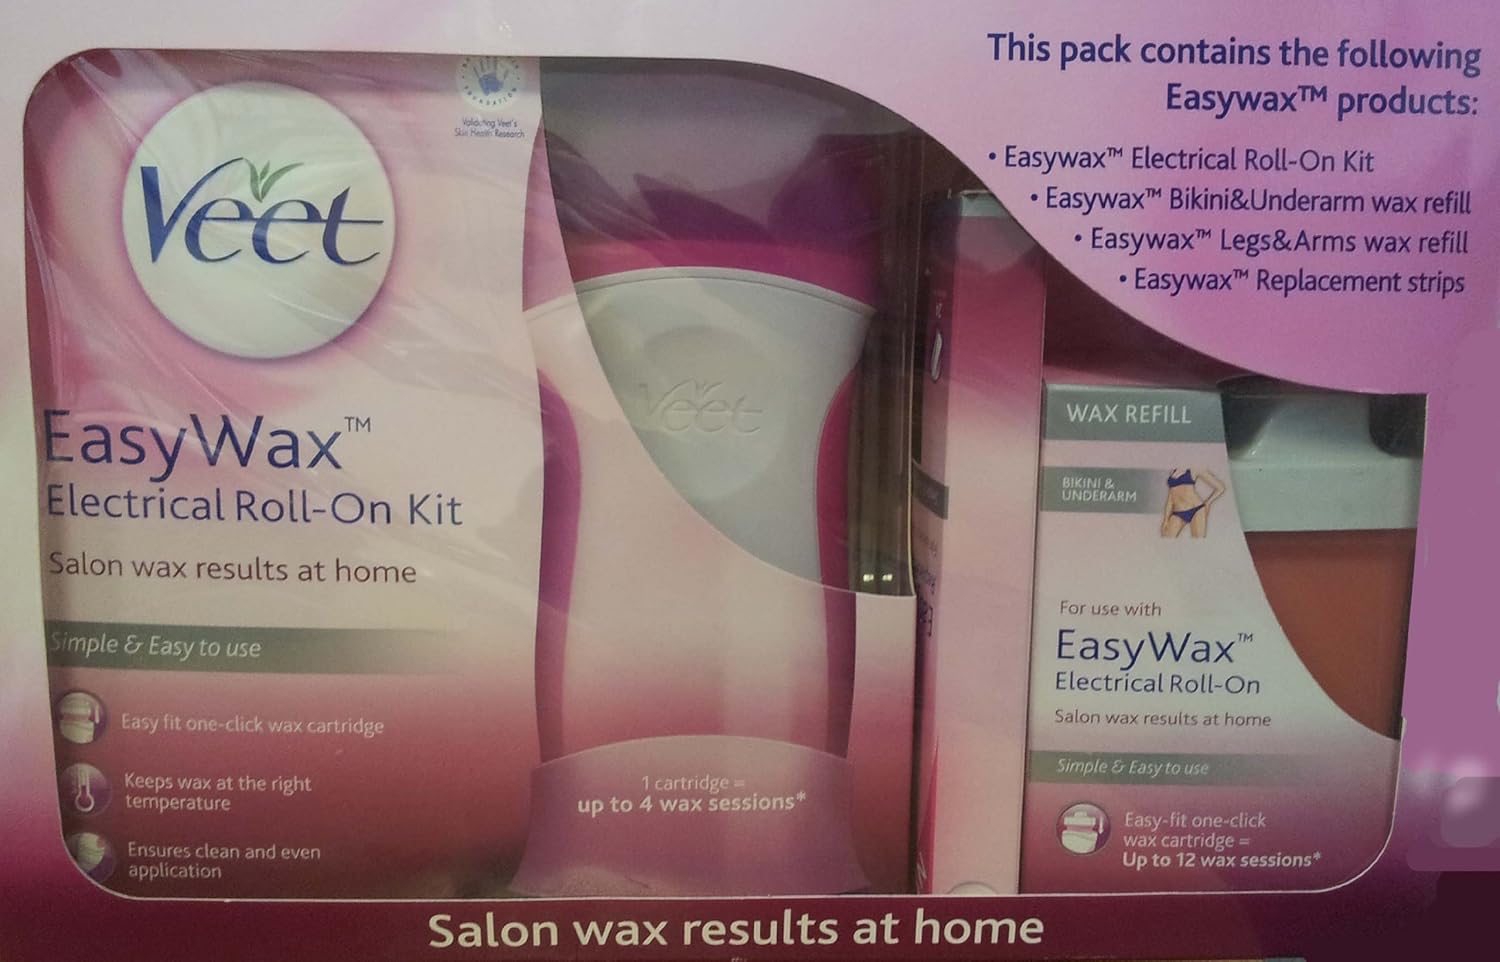 This pack contains the following
Easywax™ products:
• Easywax™ Electrical Roll-On Kit
• Easywax™ Bikini&Underarm wax refill
• Easywax™ Legs&Arms wax refill
• Easywax™ Replacement strips
Validating Veet's
Skin Health Research
Veet
EasyWax™
Electrical Roll-On Kit
Salon wax results at home
Simple & Easy to use
Easy fit one-click wax cartridge
Keeps wax at the right
temperature
Ensures clean and even
application
Veet
1 cartridge =
up to 4 wax sessions*
WAX REFILL
BIKINI &
UNDERARM
For use with
EasyWax™
Electrical Roll-On
Salon wax results at home
Simple & Easy to use
Easy-fit one-click
wax cartridge =
Up to 12 wax sessions*
Salon wax results at home